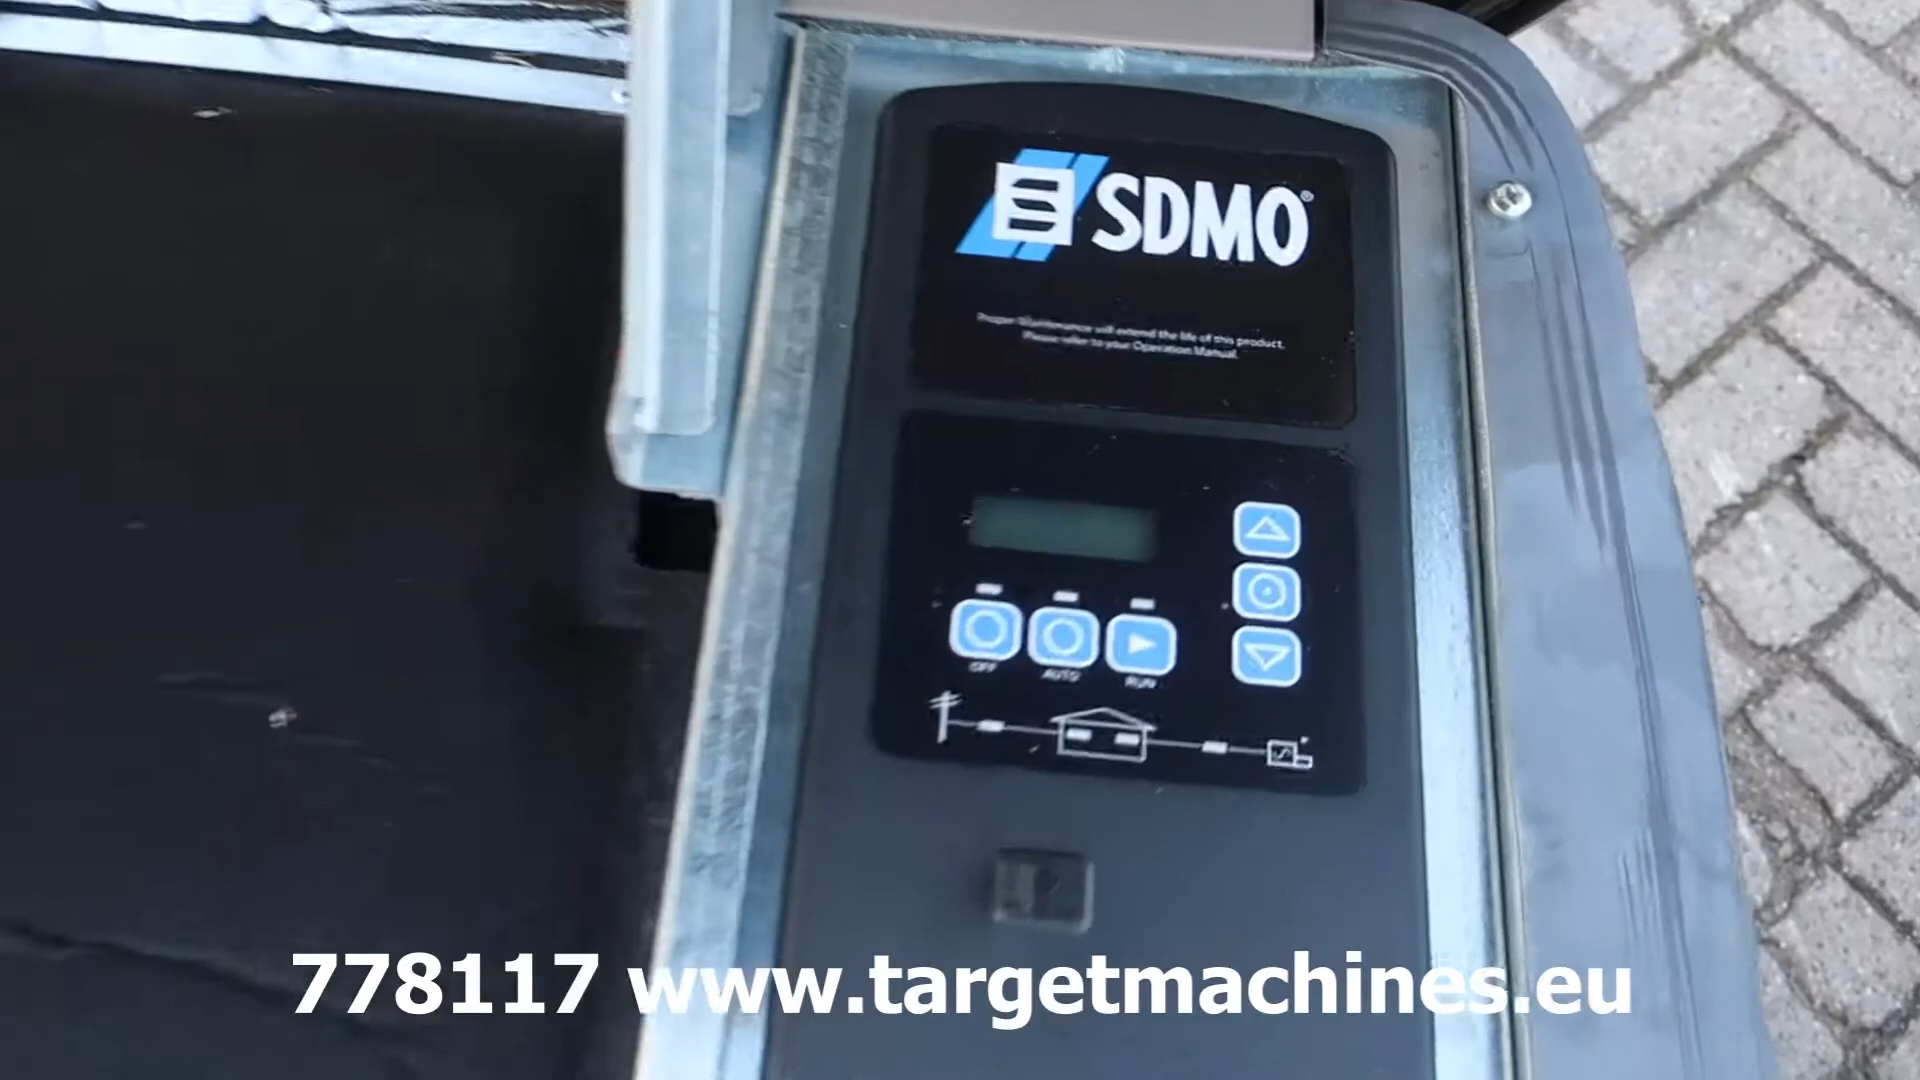 SDMO®
Proper Maintenance will extend the life of this product.
Please refer to your Operation Manual.
OFF AUTO RUN
778117 www.targetmachines.eu